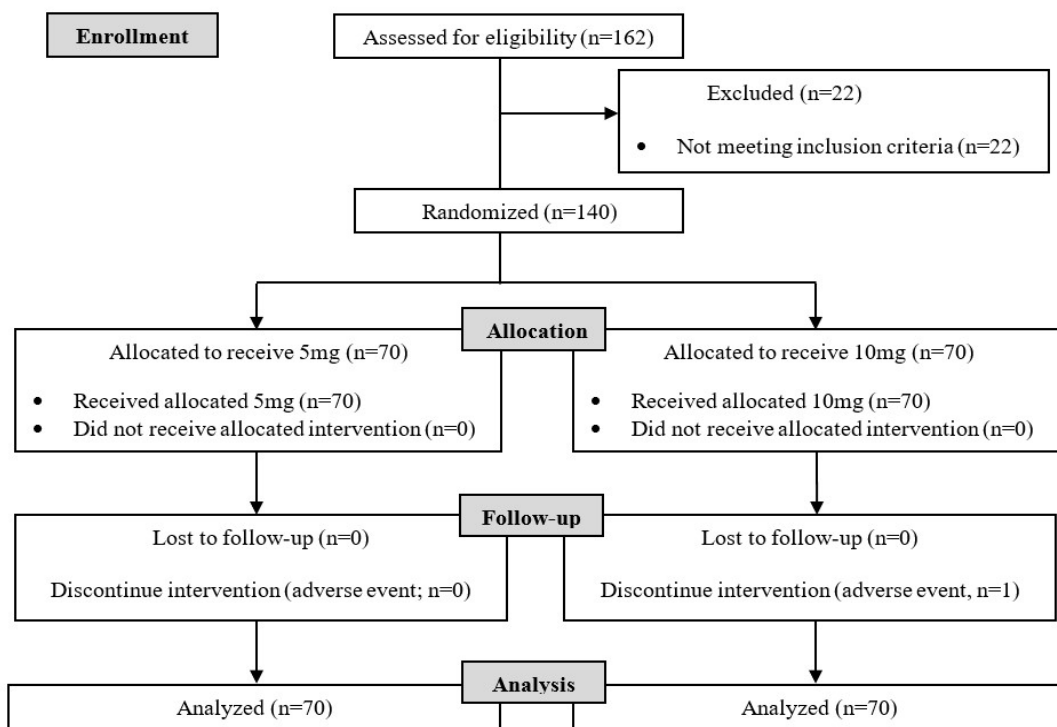 Enrollment
Assessed for eligibility (n=162)
Excluded (n=22)
• Not meeting inclusion criteria (n=22)
Randomized (n=140)
Allocation
Allocated to receive 5mg (n=70)
• Received allocated 5mg (n=70)
• Did not receive allocated intervention (n=0)
Allocated to receive 10mg (n=70)
• Received allocated 10mg (n=70)
• Did not receive allocated intervention (n=0)
Follow-up
Lost to follow-up (n=0)
Discontinue intervention (adverse event; n=0)
Lost to follow-up (n=0)
Discontinue intervention (adverse event, n=1)
Analysis
Analyzed (n=70)
Analyzed (n=70)